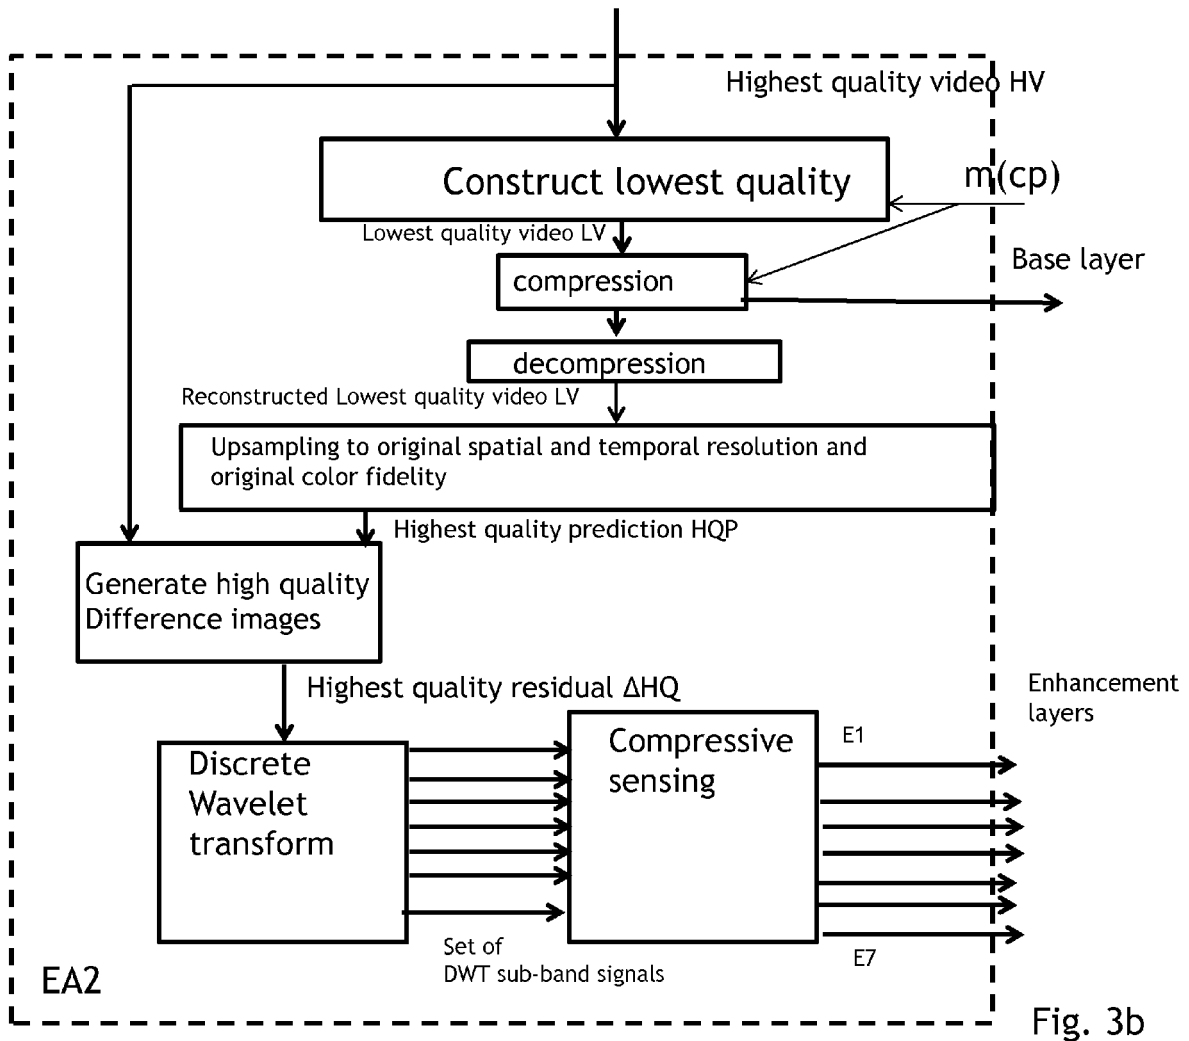 Highest quality video HV
Construct lowest quality
m(cp)
Lowest quality video LV
compression
Base layer
decompression
Reconstructed Lowest quality video LV
Upsampling to original spatial and temporal resolution and
original color fidelity
Highest quality prediction HQP
Generate high quality
Difference images
Highest quality residual ΔHQ
Enhancement
layers
Discrete
Wavelet
transform
Compressive
sensing
E1
Set of
DWT sub-band signals
E7
EA2
Fig. 3b